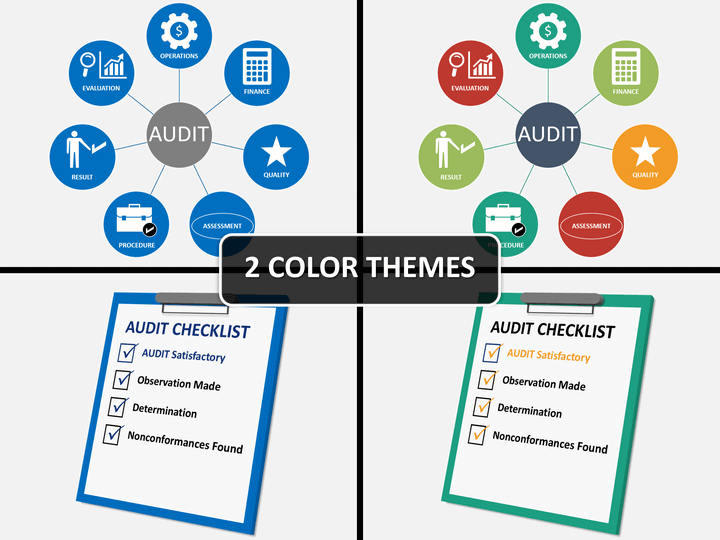 OPERATIONS
EVALUATION
FINANCE
AUDIT
RESULT
QUALITY
PROCEDURE
ASSESSMENT
$
OPERATIONS
EVALUATION
FINANCE
AUDIT
RESULT
QUALITY
PROCEDURE
ASSESSMENT
$
2 COLOR THEMES
AUDIT CHECKLIST
AUDIT Satisfactory
Observation Made
Determination
Nonconformances Found
AUDIT CHECKLIST
AUDIT Satisfactory
Observation Made
Determination
Nonconformances Found